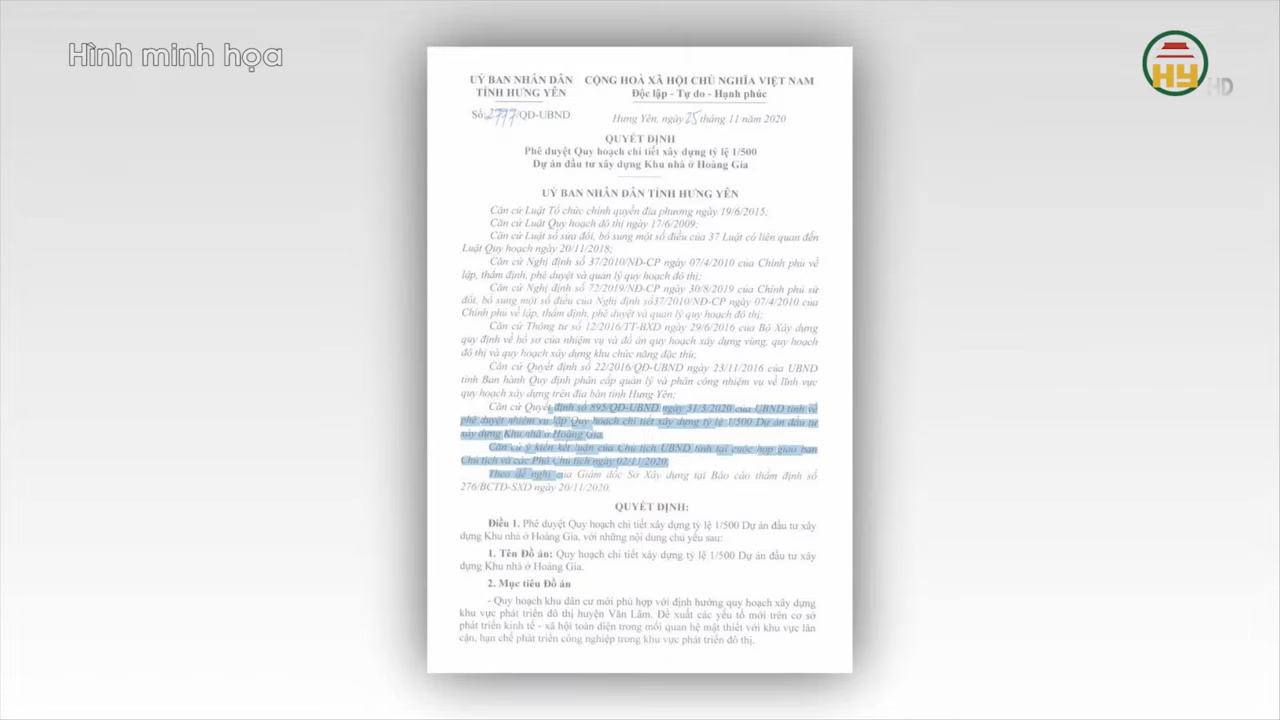 Hình minh họa
HY HD
UỶ BAN NHÂN DÂN
TỈNH HƯNG YÊN
CỘNG HOÀ XÃ HỘI CHỦ NGHĨA VIỆT NAM
Độc lập - Tự do - Hạnh phúc
Số: /QĐ-UBND
Hưng Yên, ngày 25 tháng 11 năm 2020
QUYẾT ĐỊNH
Phê duyệt Quy hoạch chi tiết xây dựng tỷ lệ 1/500
Dự án đầu tư xây dựng Khu nhà ở Hoàng Gia
UỶ BAN NHÂN DÂN TỈNH HƯNG YÊN
Căn cứ Luật Tổ chức chính quyền địa phương ngày 19/6/2015;
Căn cứ Luật Quy hoạch đô thị ngày 17/6/2009;
Căn cứ Luật số sửa đổi, bổ sung một số điều của 37 Luật có liên quan đến
Luật Quy hoạch ngày 20/11/2018;
Căn cứ Nghị định số 37/2010/NĐ-CP ngày 07/4/2010 của Chính phủ về
lập, thẩm định, phê duyệt và quản lý quy hoạch đô thị;
Căn cứ Nghị định số 72/2019/NĐ-CP ngày 30/8/2019 của Chính phủ sử
đổi, bổ sung một số điều của Nghị định số37/2010/NĐ-CP ngày 07/4/2010 của
Chính phủ về lập, thẩm định, phê duyệt và quản lý quy hoạch đô thị;
Căn cứ Thông tư số 12/2016/TT-BXD ngày 29/6/2016 của Bộ Xây dựng
quy định về hồ sơ của nhiệm vụ và đồ án quy hoạch xây dựng vùng, quy hoạch
đô thị và quy hoạch xây dựng khu chức năng đặc thù;
Căn cứ Quyết định số 22/2016/QĐ-UBND ngày 23/11/2016 của UBND
tỉnh Ban hành Quy định phân cấp quản lý và phân công nhiệm vụ về lĩnh vực
quy hoạch xây dựng trên địa bàn tỉnh Hưng Yên;
Căn cứ Quyết định số 895/QĐ-UBND ngày 31/3/2020 của UBND tỉnh về
phê duyệt nhiệm vụ lập Quy hoạch chi tiết xây dựng tỷ lệ 1/500 Dự án đầu tư
xây dựng Khu nhà ở Hoàng Gia.
Căn cứ ý kiến kết luận của Chủ tịch UBND tỉnh tại cuộc họp giao ban
Chủ tịch và các Phó Chủ tịch ngày 02/11/2020;
Theo đề nghị của Giám đốc Sở Xây dựng tại Báo cáo thẩm định số
276/BCTĐ-SXD ngày 20/11/2020.
QUYẾT ĐỊNH:
Điều 1. Phê duyệt Quy hoạch chi tiết xây dựng tỷ lệ 1/500 Dự án đầu tư xây
dựng Khu nhà ở Hoàng Gia, với những nội dung chủ yếu sau:
1. Tên Đồ án: Quy hoạch chi tiết xây dựng tỷ lệ 1/500 Dự án đầu tư xây
dựng Khu nhà ở Hoàng Gia.
2. Mục tiêu Đồ án
- Quy hoạch khu dân cư mới phù hợp với định hướng quy hoạch xây dựng
khu vực phát triển đô thị huyện Văn Lâm. Đề xuất các yếu tố mới trên cơ sở
phát triển kinh tế - xã hội toàn diện trong mối quan hệ mật thiết với khu vực lân
cận, hạn chế phát triển công nghiệp trong khu vực phát triển đô thị.